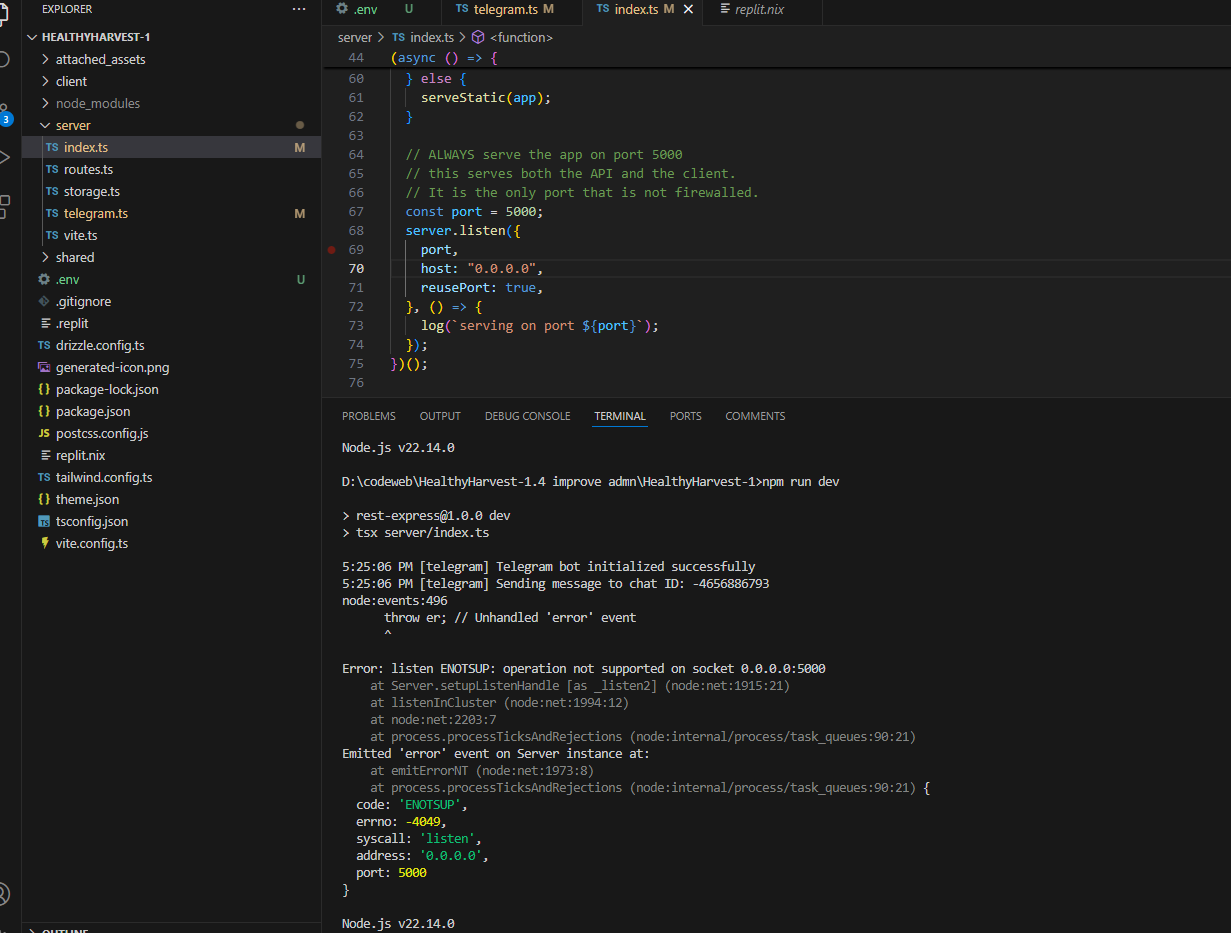 EXPLORER ...
HEALTHYHARVEST-1
attached_assets
client
node_modules
server
TS index.ts M
TS routes.ts
TS storage.ts
TS telegram.ts M
TS vite.ts
shared
.env U
.gitignore
.replit
TS drizzle.config.ts
generated-icon.png
{} package-lock.json
{} package.json
JS postcss.config.js
replit.nix
TS tailwind.config.ts
{} theme.json
TS tsconfig.json
vite.config.ts
OUTLINE
3
.env U
TS telegram.ts M
TS index.ts M
replit.nix
server > TS index.ts > <function>
44 (async () => {
60 } else {
61 serveStatic(app);
62 }
63
64 // ALWAYS serve the app on port 5000
65 // this serves both the API and the client.
66 // It is the only port that is not firewalled.
67 const port = 5000;
68 server.listen({
69 port,
70 host: "0.0.0.0",
71 reusePort: true,
72 }, () => {
73 log(`serving on port ${port}`);
74 });
75 })();
76
PROBLEMS OUTPUT DEBUG CONSOLE TERMINAL PORTS COMMENTS
Node.js v22.14.0
D:\codeweb\HealthyHarvest-1.4 improve admn\HealthyHarvest-1>npm run dev
> rest-express@1.0.0 dev
> tsx server/index.ts
5:25:06 PM [telegram] Telegram bot initialized successfully
5:25:06 PM [telegram] Sending message to chat ID: -4656886793
node:events:496
throw er; // Unhandled 'error' event
^
Error: listen ENOTSUP: operation not supported on socket 0.0.0.0:5000
at Server.setupListenHandle [as _listen2] (node:net:1915:21)
at listenInCluster (node:net:1994:12)
at node:net:2203:7
at process.processTicksAndRejections (node:internal/process/task_queues:90:21)
Emitted 'error' event on Server instance at:
at emitErrorNT (node:net:1973:8)
at process.processTicksAndRejections (node:internal/process/task_queues:90:21) {
code: 'ENOTSUP',
errno: -4049,
syscall: 'listen',
address: '0.0.0.0',
port: 5000
}
Node.js v22.14.0